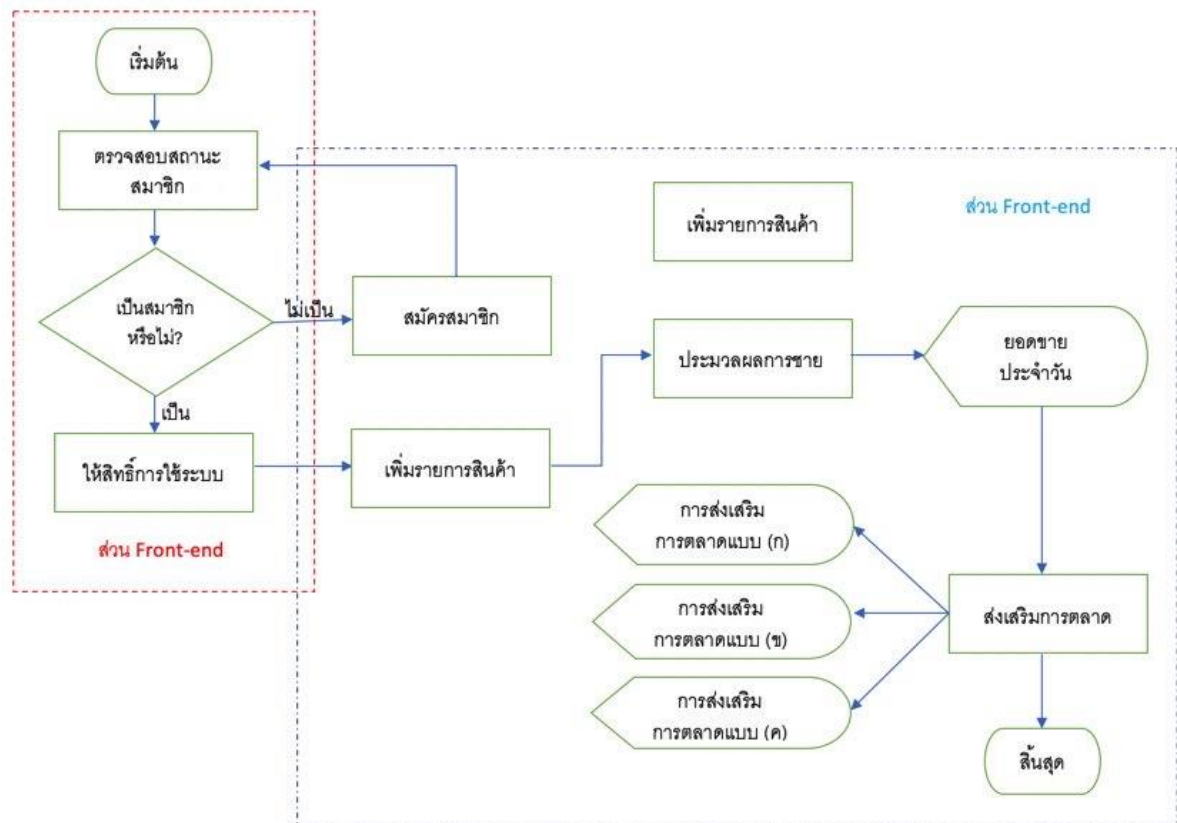 เริ่มต้น
ตรวจสอบสถานะ
สมาชิก
เป็นสมาชิก
หรือไม่?
ไม่เป็น
สมัครสมาชิก
เป็น
ให้สิทธิ์การใช้ระบบ
ส่วน Front-end
เพิ่มรายการสินค้า
ส่วน Front-end
เพิ่มรายการสินค้า
ประมวลผลการขาย
ยอดขาย
ประจำวัน
การส่งเสริม
การตลาดแบบ (ก)
การส่งเสริม
การตลาดแบบ (ข)
การส่งเสริม
การตลาดแบบ (ค)
ส่งเสริมการตลาด
สิ้นสุด